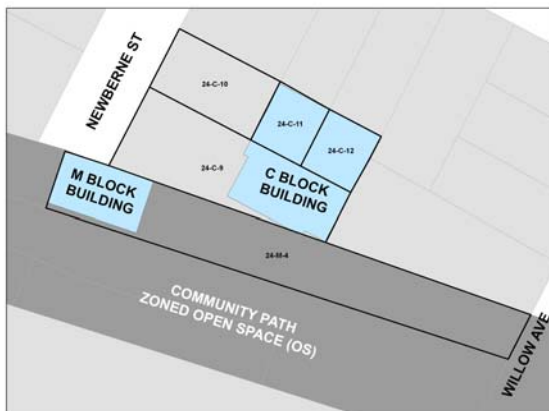 NEWBERNE ST
24-C-10
24-C-11
24-C-12
24-C-9
C BLOCK
BUILDING
M BLOCK
BUILDING
24-M-4
COMMUNITY PATH
ZONED OPEN SPACE (OS)
WILLOW AVE